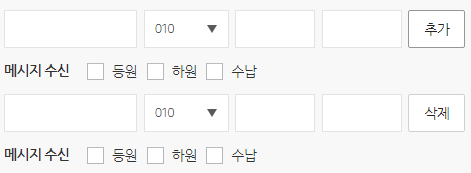 010 추가
메시지 수신 등원 하원 수납
010 삭제
메시지 수신 등원 하원 수납